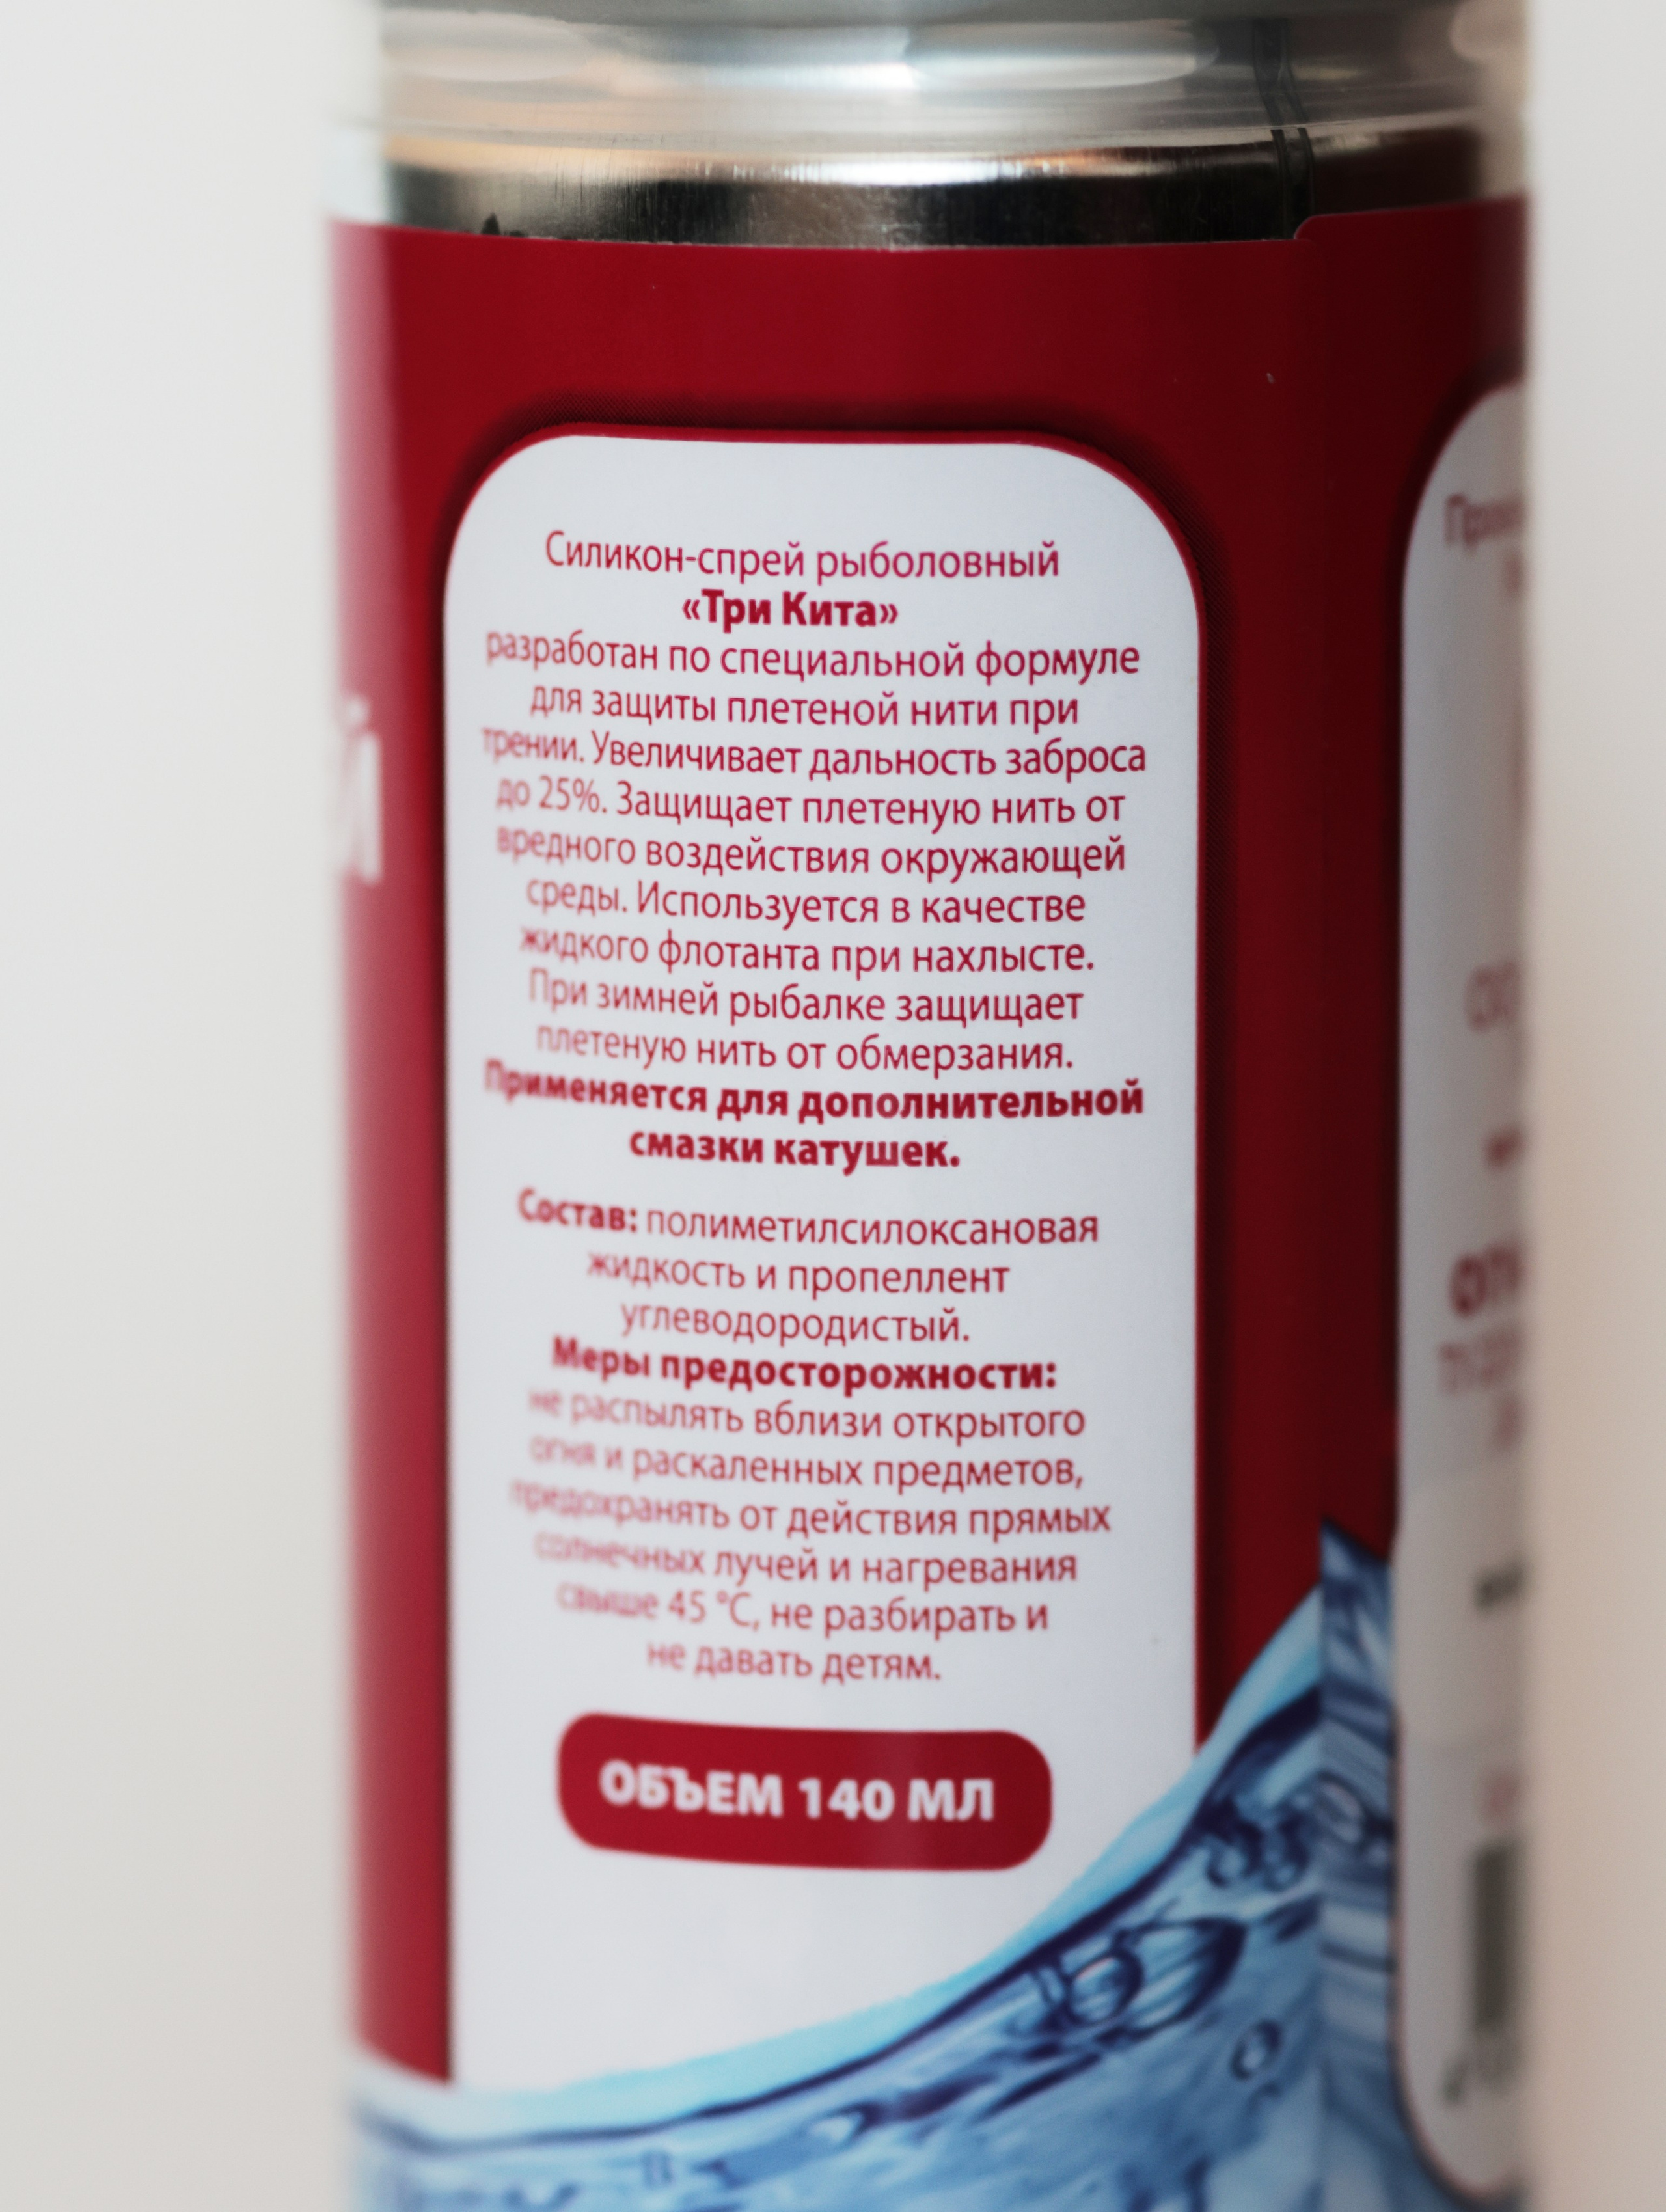 Силикон-спрей рыболовный
«Три Кита»
разработан по специальной формуле
для защиты плетеной нити при
трении. Увеличивает дальность заброса
до 25%. Защищает плетеную нить от
вредного воздействия окружающей
среды. Используется в качестве
жидкого флотанта при нахлысте.
При зимней рыбалке защищает
плетеную нить от обмерзания.
Применяется для дополнительной
смазки катушек.
Состав: полиметилсилоксановая
жидкость и пропеллент
углеводородистый.
Меры предосторожности:
не распылять вблизи открытого
огня и раскаленных предметов,
предохранять от действия прямых
солнечных лучей и нагревания
свыше 45 °C, не разбирать и
не давать детям.
ОБЪЕМ 140 МЛ